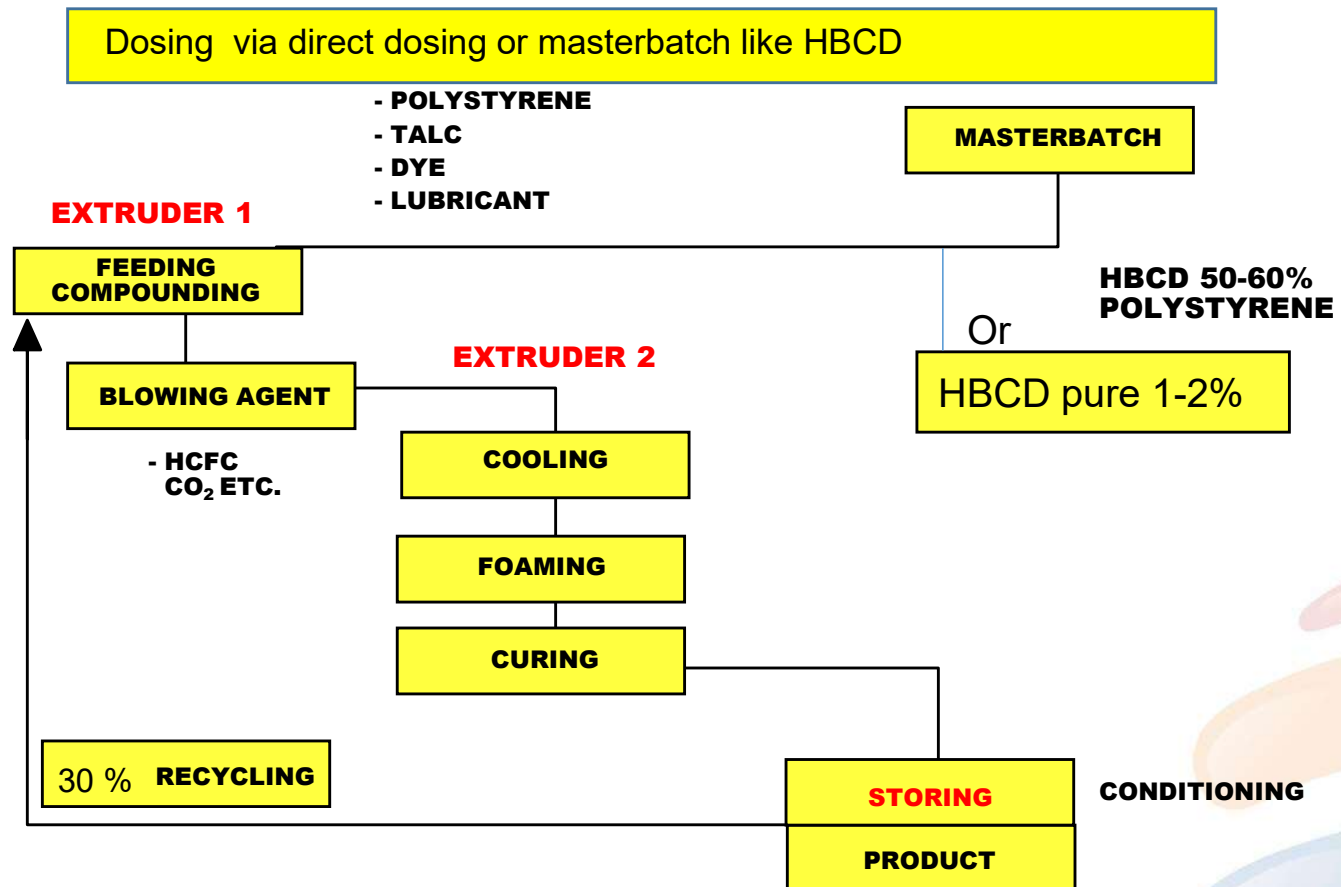 Dosing via direct dosing or masterbatch like HBCD
- POLYSTYRENE
- TALC
- DYE
- LUBRICANT
MASTERBATCH
EXTRUDER 1
FEEDING
COMPOUNDING
HBCD 50-60%
POLYSTYRENE
Or
HBCD pure 1-2%
EXTRUDER 2
BLOWING AGENT
- HCFC
CO₂ ETC.
COOLING
FOAMING
CURING
30 % RECYCLING
STORING
CONDITIONING
PRODUCT